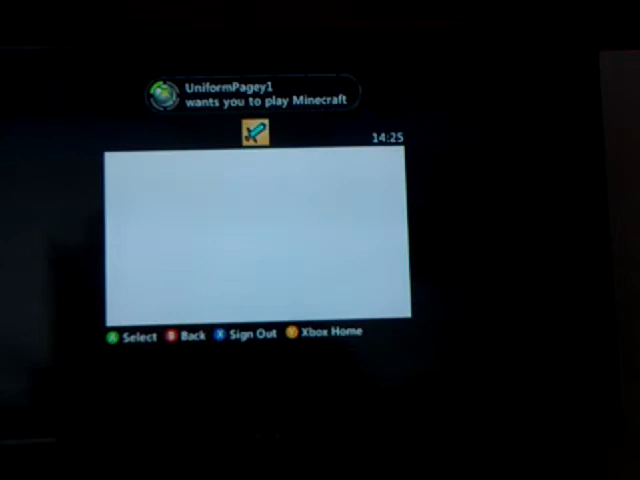 UniformPagey1
wants you to play Minecraft
14:25
A Select B Back X Sign Out Y Xbox Home